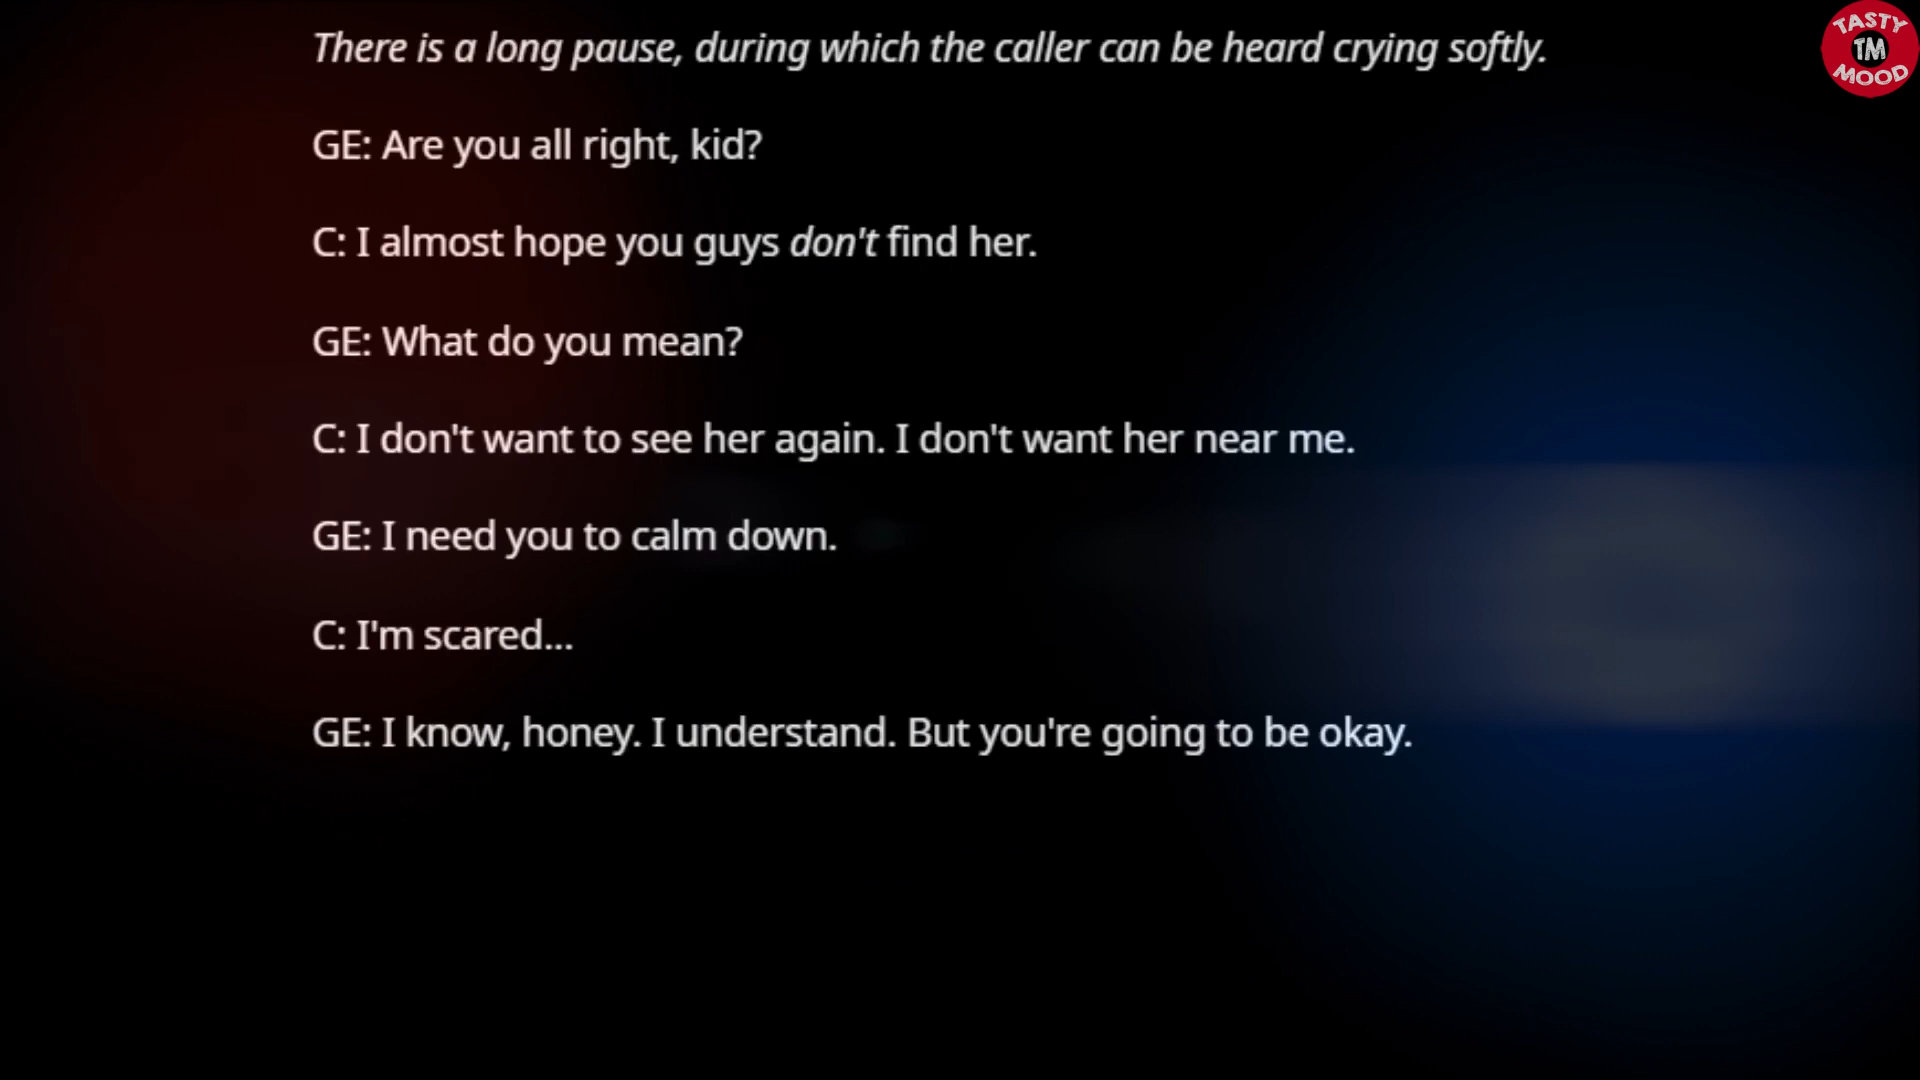 There is a long pause, during which the caller can be heard crying softly.
TASTY
TM
MOOD
GE: Are you all right, kid?
C: I almost hope you guys don't find her.
GE: What do you mean?
C: I don't want to see her again. I don't want her near me.
GE: I need you to calm down.
C: I'm scared...
GE: I know, honey. I understand. But you're going to be okay.